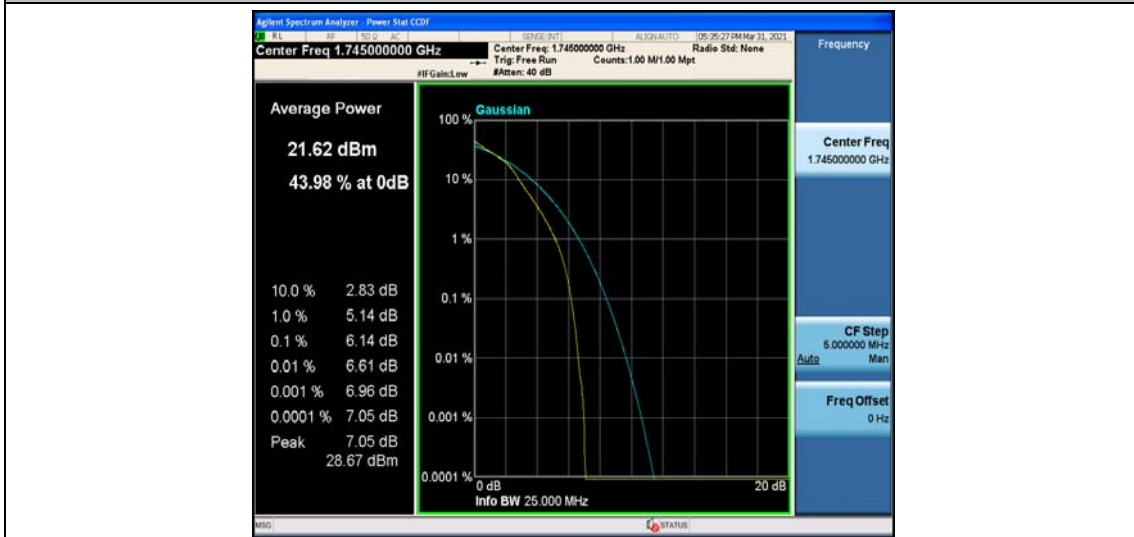 Agilent Spectrum Analyzer - Power Stat CCDF
RL RF 50 Ω AC SENSE:INT ALIGN AUTO 05:35:27 PM Mar 31, 2021
Center Freq 1.745000000 GHz
Center Freq: 1.745000000 GHz Radio Std: None
Trig: Free Run Counts:1.00 M/1.00 Mpt
#IFGain:Low #Atten: 40 dB
Frequency
Average Power
21.62 dBm
43.98 % at 0dB
10.0 % 2.83 dB
1.0 % 5.14 dB
0.1 % 6.14 dB
0.01 % 6.61 dB
0.001 % 6.96 dB
0.0001 % 7.05 dB
Peak 7.05 dB
28.67 dBm
Gaussian
100 %
10 %
1 %
0.1 %
0.01 %
0.001 %
0.0001 %
0 dB 20 dB
Info BW 25.000 MHz
Center Freq
1.745000000 GHz
CF Step
5.000000 MHz
Auto Man
Freq Offset
0 Hz
MSG STATUS